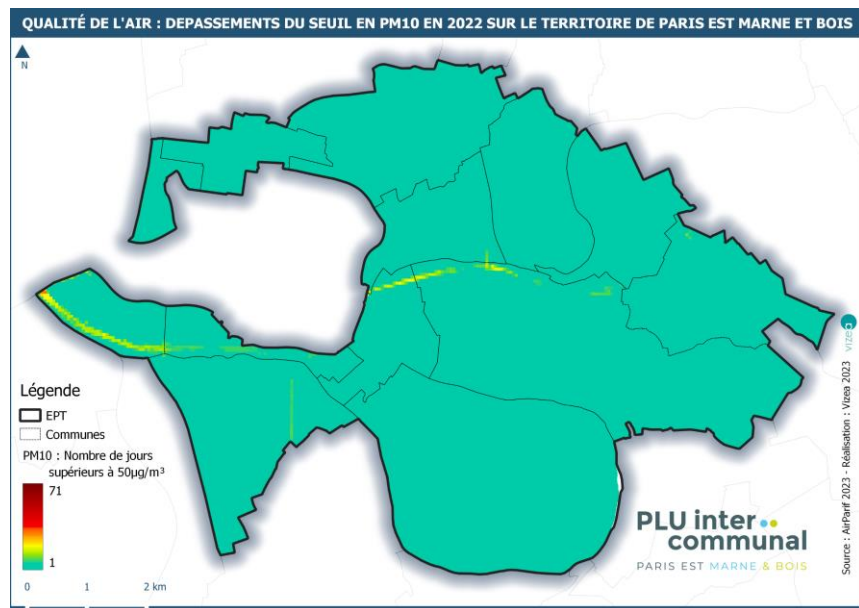 QUALITÉ DE L'AIR : DEPASSEMENTS DU SEUIL EN PM10 EN 2022 SUR LE TERRITOIRE DE PARIS EST MARNE ET BOIS
N
Légende
EPT
Communes
PM10 : Nombre de jours
supérieurs à 50µg/m³
71
1
0 1 2 km
PLU inter
communal
PARIS EST MARNE & BOIS
Source : AirParif 2023 - Réalisation : Vizea 2023
vizea